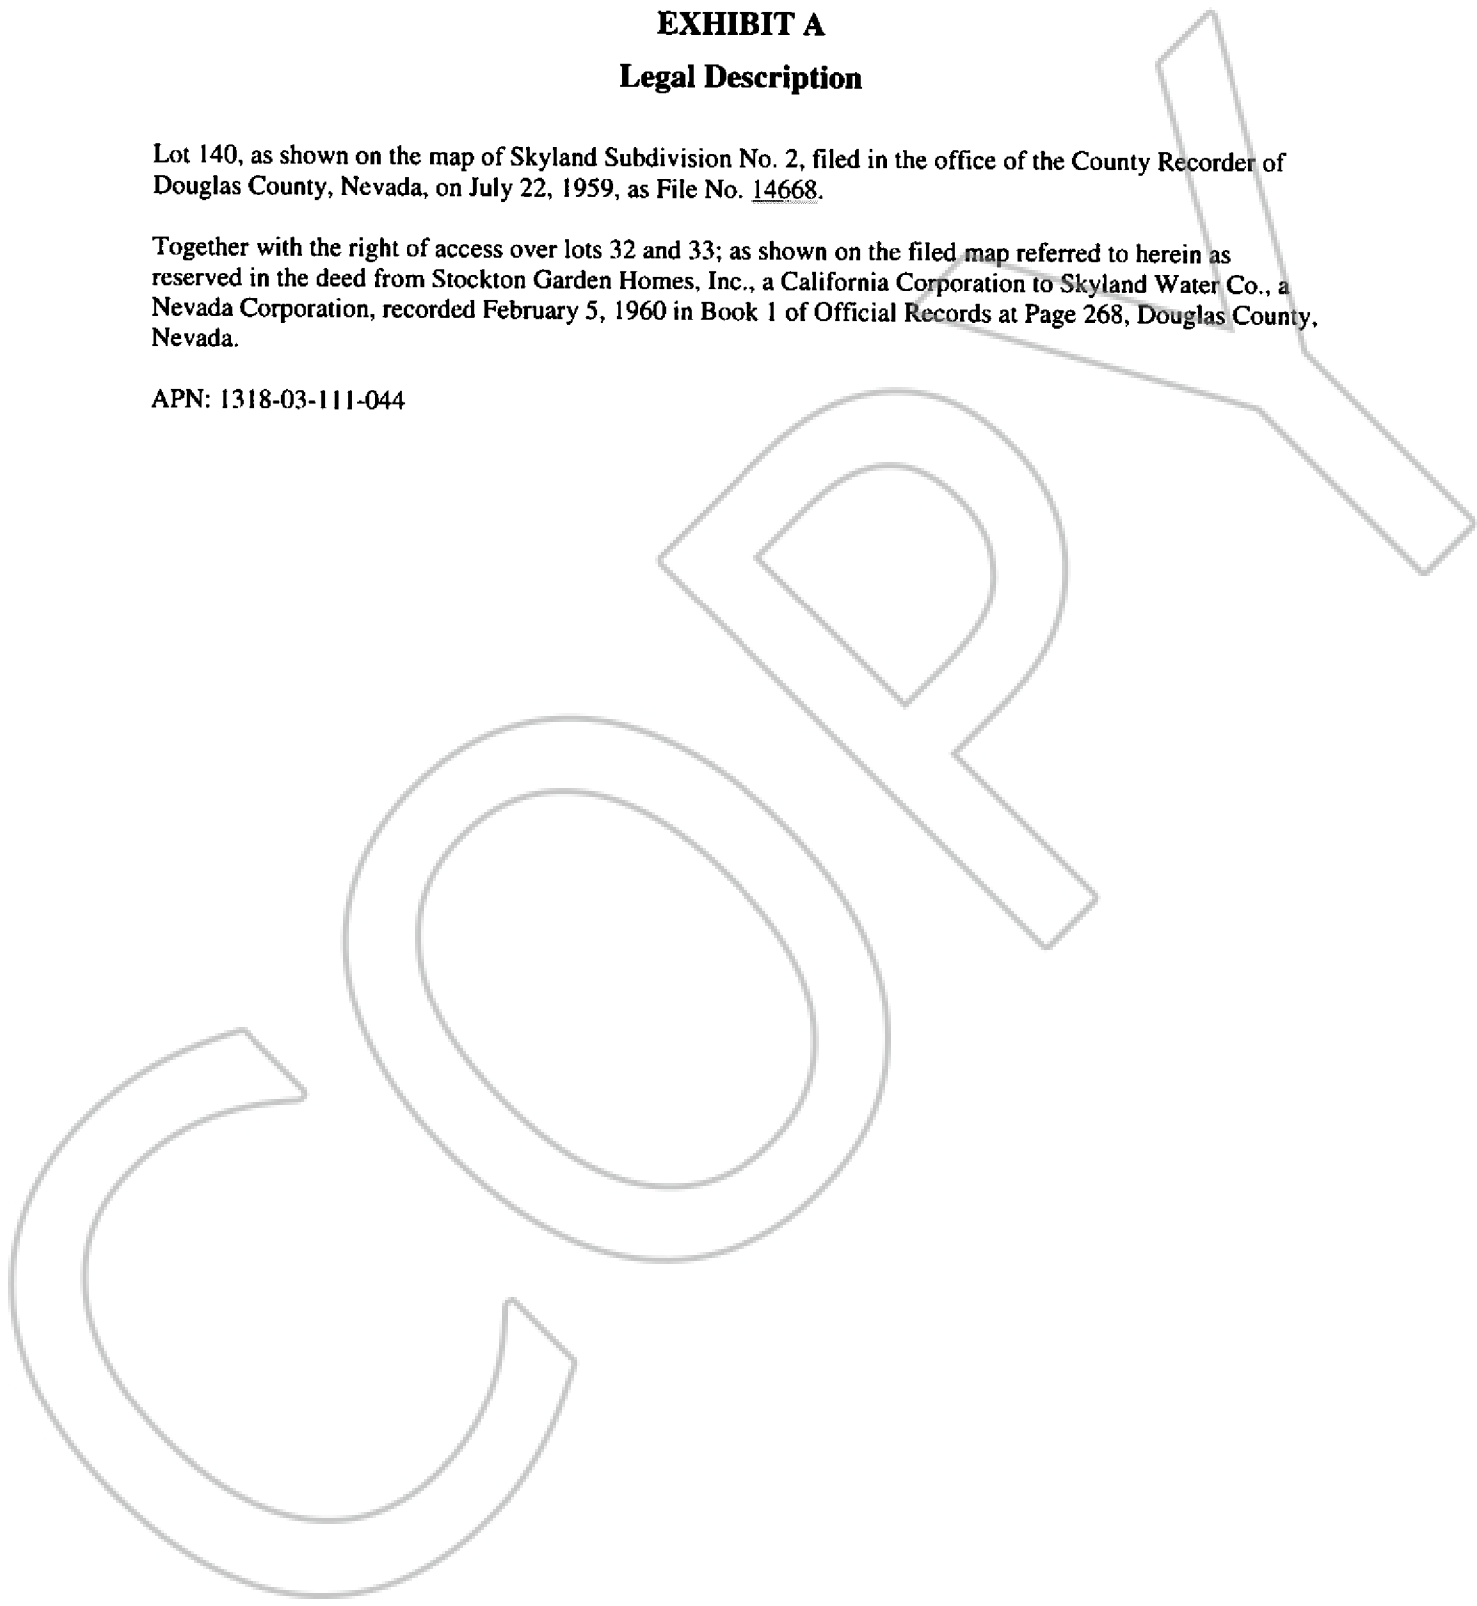 EXHIBIT A
Legal Description
Lot 140, as shown on the map of Skyland Subdivision No. 2, filed in the office of the County Recorder of
Douglas County, Nevada, on July 22, 1959, as File No. 14668.
Together with the right of access over lots 32 and 33; as shown on the filed map referred to herein as
reserved in the deed from Stockton Garden Homes, Inc., a California Corporation to Skyland Water Co., a
Nevada Corporation, recorded February 5, 1960 in Book 1 of Official Records at Page 268, Douglas County,
Nevada.
APN: 1318-03-111-044
COPY